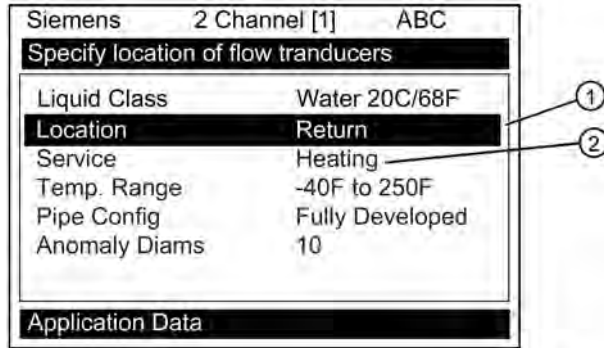 Siemens 2 Channel [1] ABC
Specify location of flow tranducers
Liquid Class Water 20C/68F
Location Return
Service Heating
Temp. Range -40F to 250F
Pipe Config Fully Developed
Anomaly Diams 10
Application Data
1
2